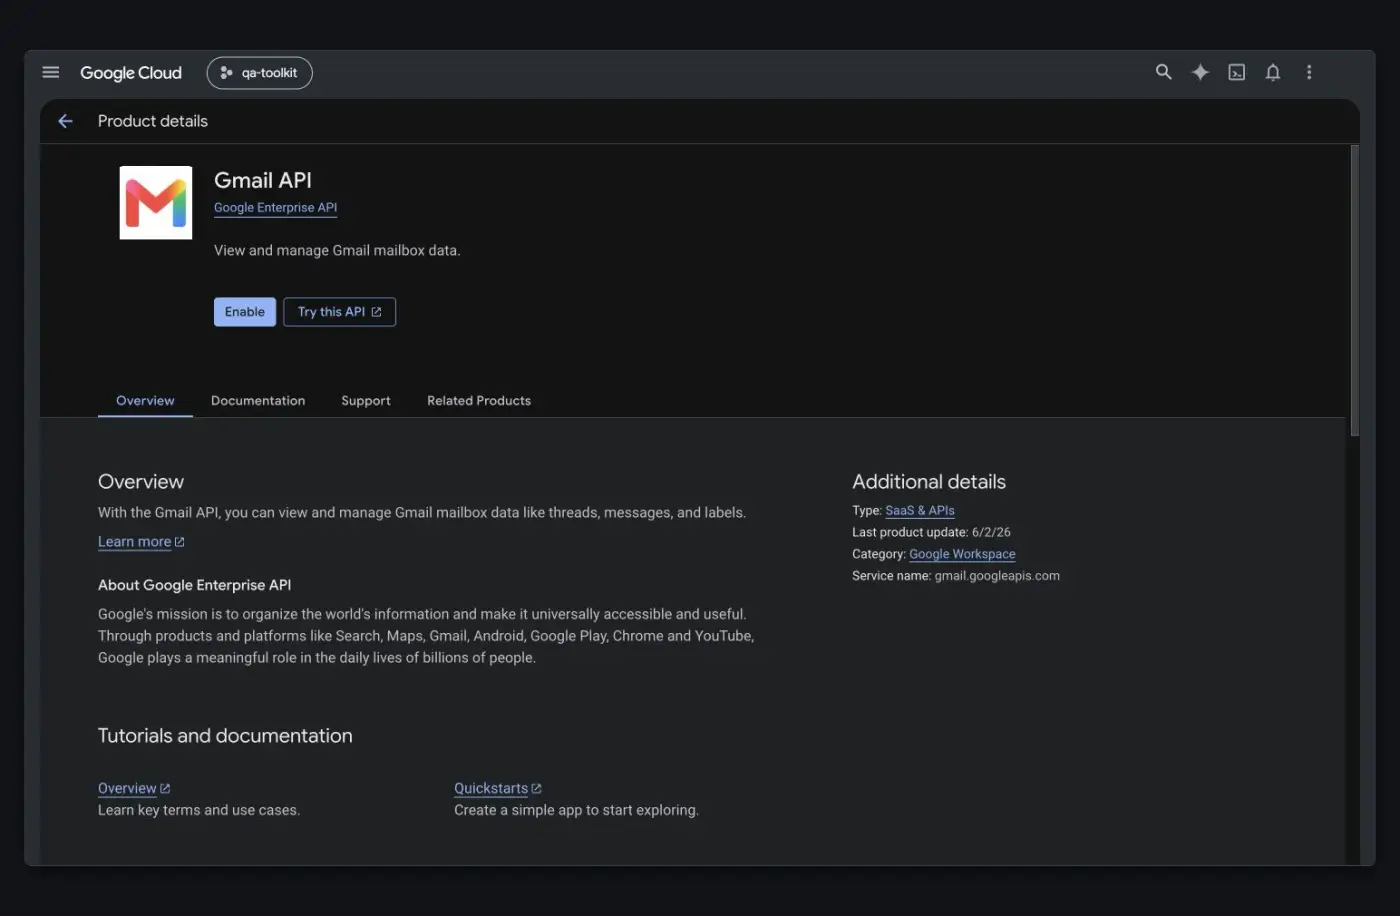 Google Cloud
qa-toolkit
Product details
Gmail API
Google Enterprise API
View and manage Gmail mailbox data.
Enable
Try this API
Overview
Documentation
Support
Related Products
Overview
With the Gmail API, you can view and manage Gmail mailbox data like threads, messages, and labels.
Learn more
About Google Enterprise API
Google's mission is to organize the world's information and make it universally accessible and useful.
Through products and platforms like Search, Maps, Gmail, Android, Google Play, Chrome and YouTube,
Google plays a meaningful role in the daily lives of billions of people.
Additional details
Type: SaaS & APIs
Last product update: 6/2/26
Category: Google Workspace
Service name: gmail.googleapis.com
Tutorials and documentation
Overview
Learn key terms and use cases.
Quickstarts
Create a simple app to start exploring.